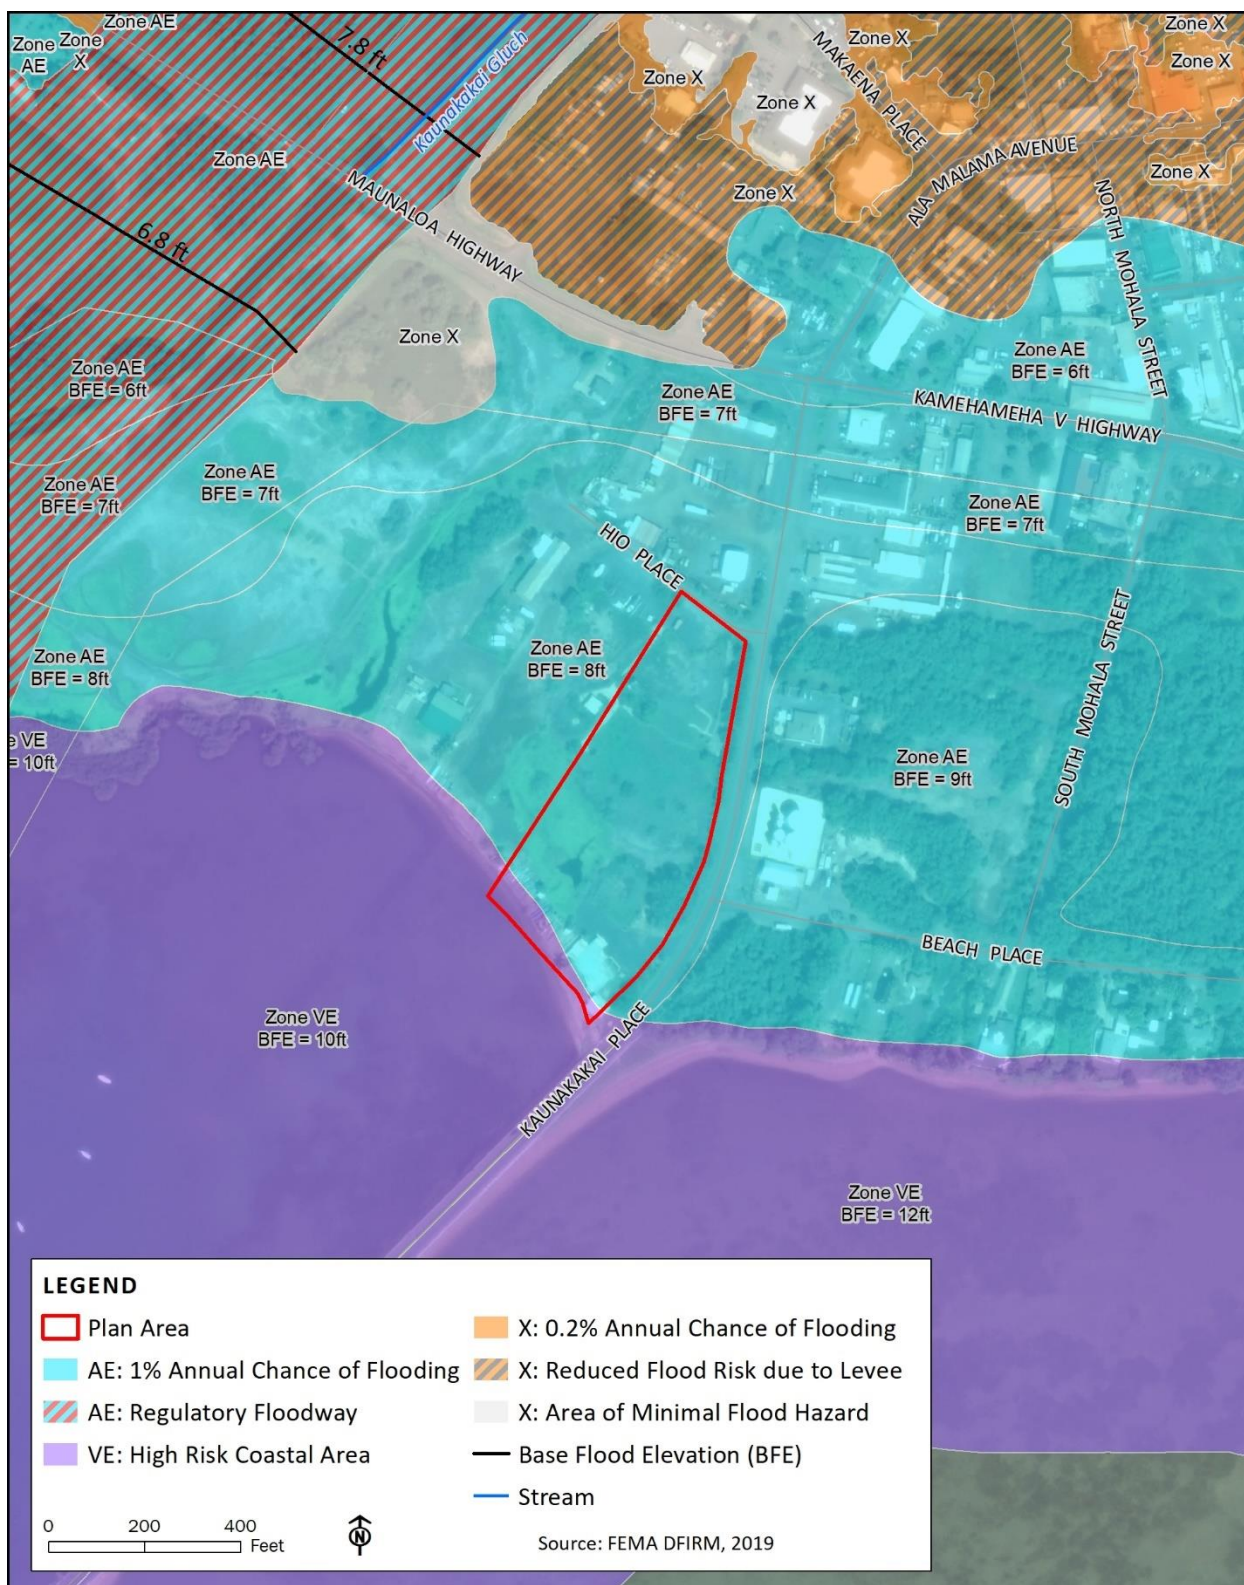 Zone AE
Zone
AE
Zone
X
7.8 ft
Kaunakakai Gluch
Zone X
MAKAENA PLACE
Zone X
Zone X
Zone X
Zone X
Zone AE
Zone X
ALA MALAMA AVENUE
Zone X
NORTH MOHALA STREET
MAUNALOA HIGHWAY
6.8 ft
Zone X
Zone AE
BFE = 6ft
Zone AE
BFE = 6ft
Zone AE
BFE = 7ft
KAMEHAMEHA V HIGHWAY
Zone AE
BFE = 7ft
Zone AE
BFE = 7ft
Zone AE
BFE = 7ft
HIO PLACE
SOUTH MOHALA STREET
Zone AE
BFE = 8ft
Zone AE
BFE = 8ft
e VE
= 10ft
Zone AE
BFE = 9ft
BEACH PLACE
Zone VE
BFE = 10ft
KAUNAKAKAI PLACE
Zone VE
BFE = 12ft
LEGEND
Plan Area
AE: 1% Annual Chance of Flooding
AE: Regulatory Floodway
VE: High Risk Coastal Area
X: 0.2% Annual Chance of Flooding
X: Reduced Flood Risk due to Levee
X: Area of Minimal Flood Hazard
Base Flood Elevation (BFE)
Stream
0 200 400
Feet
N
Source: FEMA DFIRM, 2019